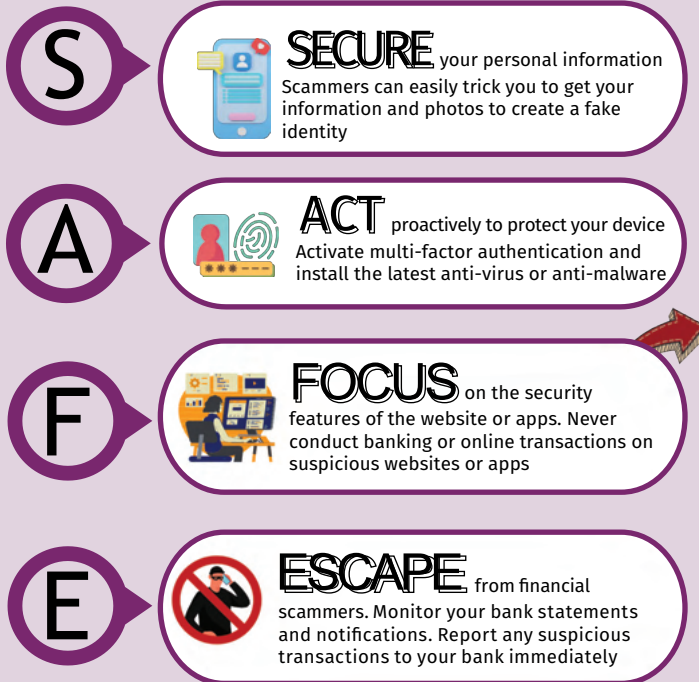 S
SECURE your personal information
Scammers can easily trick you to get your
information and photos to create a fake
identity
A
ACT proactively to protect your device
Activate multi-factor authentication and
install the latest anti-virus or anti-malware
F
FOCUS on the security
features of the website or apps. Never
conduct banking or online transactions on
suspicious websites or apps
E
ESCAPE from financial
scammers. Monitor your bank statements
and notifications. Report any suspicious
transactions to your bank immediately